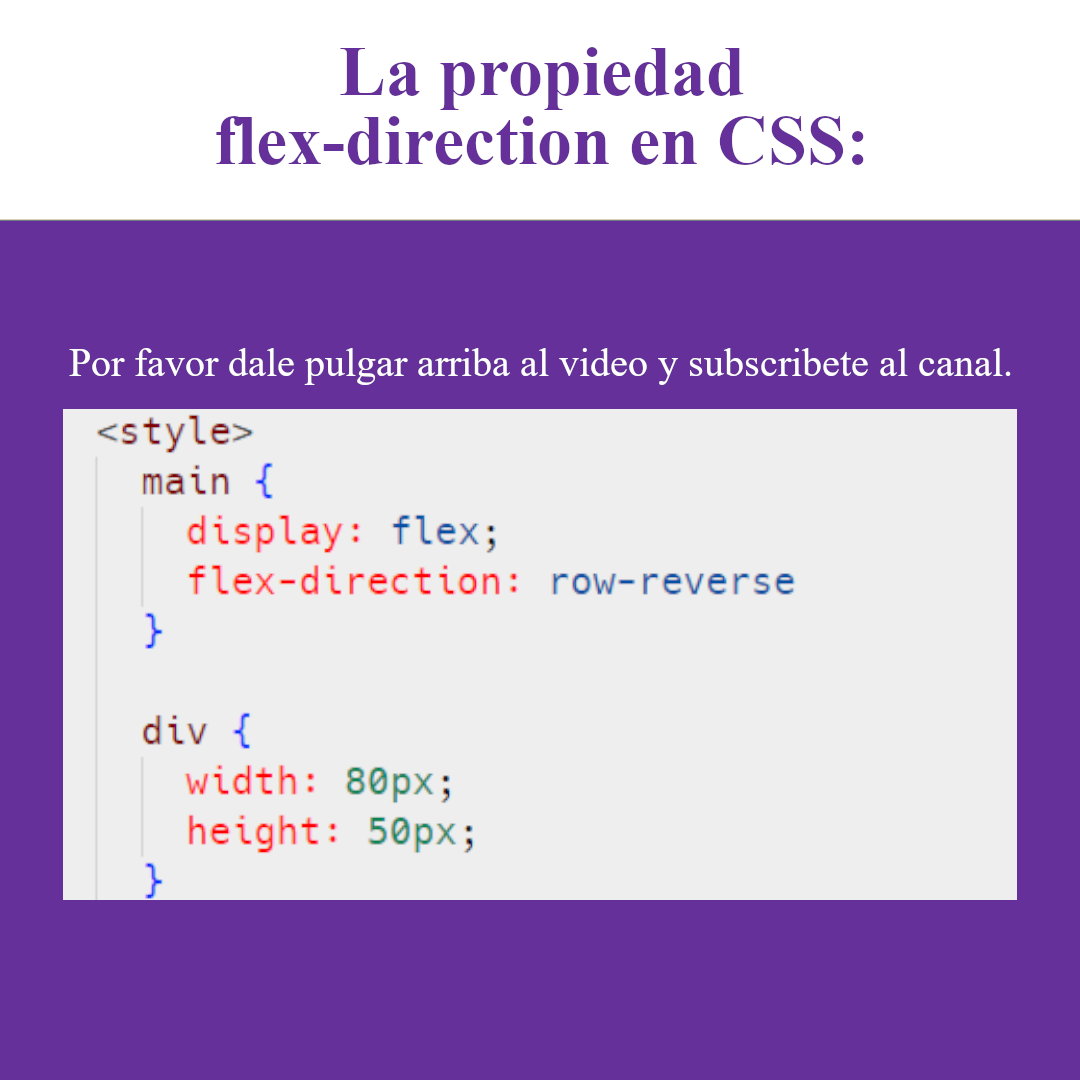 La propiedad
flex-direction en CSS:
Por favor dale pulgar arriba al video y subscribete al canal.
<style>
main {
display: flex;
flex-direction: row-reverse
}
div {
width: 80px;
height: 50px;
}